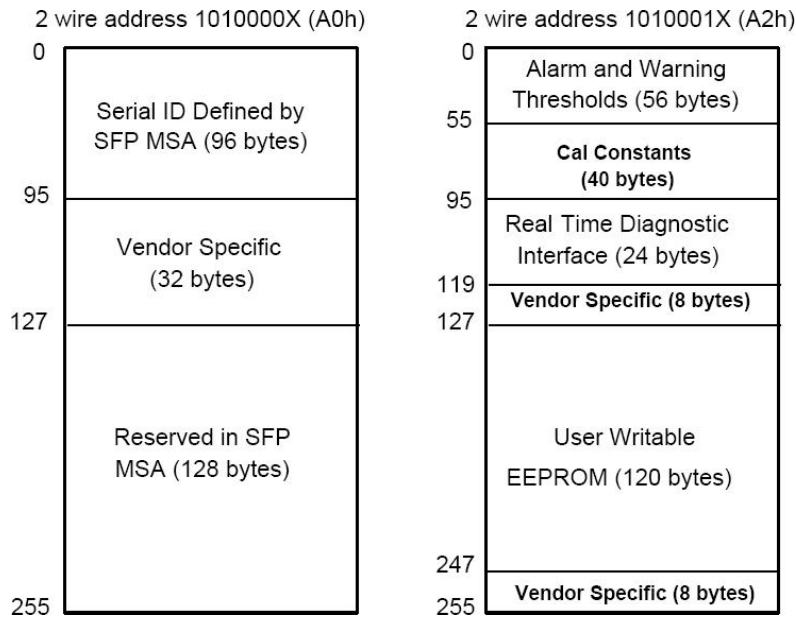 2 wire address 1010000X (A0h)
0
Serial ID Defined by
SFP MSA (96 bytes)
95
Vendor Specific
(32 bytes)
127
Reserved in SFP
MSA (128 bytes)
255
2 wire address 1010001X (A2h)
0
Alarm and Warning
Thresholds (56 bytes)
55
Cal Constants
(40 bytes)
95
Real Time Diagnostic
Interface (24 bytes)
119
Vendor Specific (8 bytes)
127
User Writable
EEPROM (120 bytes)
247
Vendor Specific (8 bytes)
255